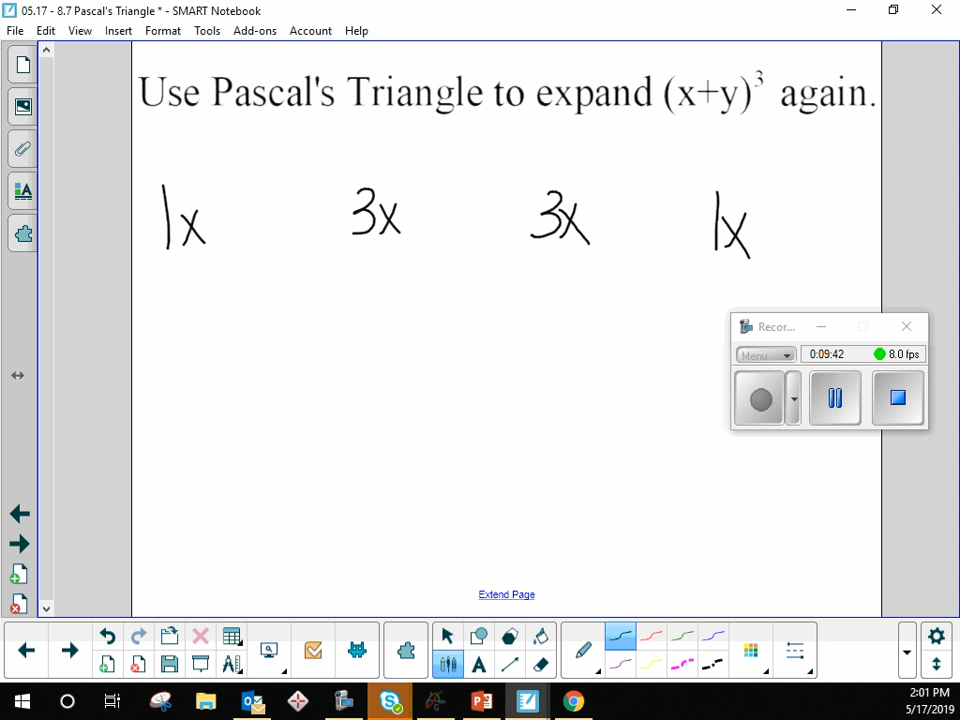 05.17 - 8.7 Pascal's Triangle * - SMART Notebook
File Edit View Insert Format Tools Add-ons Account Help
Use Pascal's Triangle to expand (x+y)³ again.
1x 3x 3x 1x
Recor...
Menu 0:09:42 8.0 fps
Extend Page
2:01 PM
5/17/2019